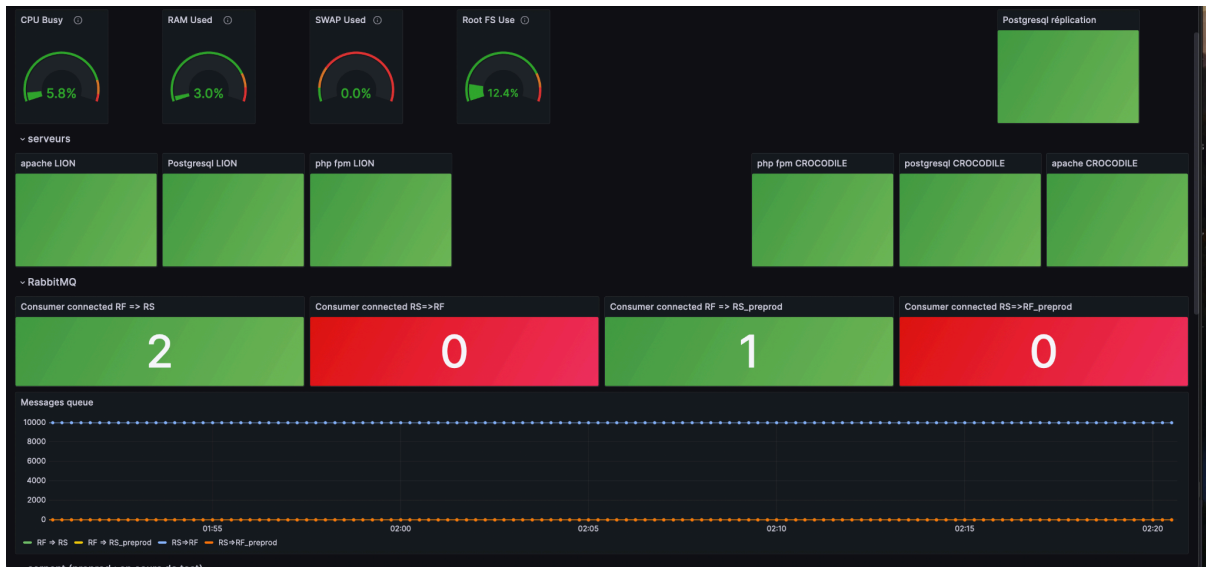 CPU Busy
RAM Used
SWAP Used
Root FS Use
Postgresql réplication
5.8%
3.0%
0.0%
12.4%
serveurs
apache LION
Postgresql LION
php fpm LION
php fpm CROCODILE
postgresql CROCODILE
apache CROCODILE
RabbitMQ
Consumer connected RF => RS
Consumer connected RS=>RF
Consumer connected RF => RS_preprod
Consumer connected RS=>RF_preprod
2
0
1
0
Messages queue
10000
8000
6000
4000
2000
0
01:55
02:00
02:05
02:10
02:15
02:20
RF => RS RF => RS_preprod RS=>RF RS=>RF_preprod